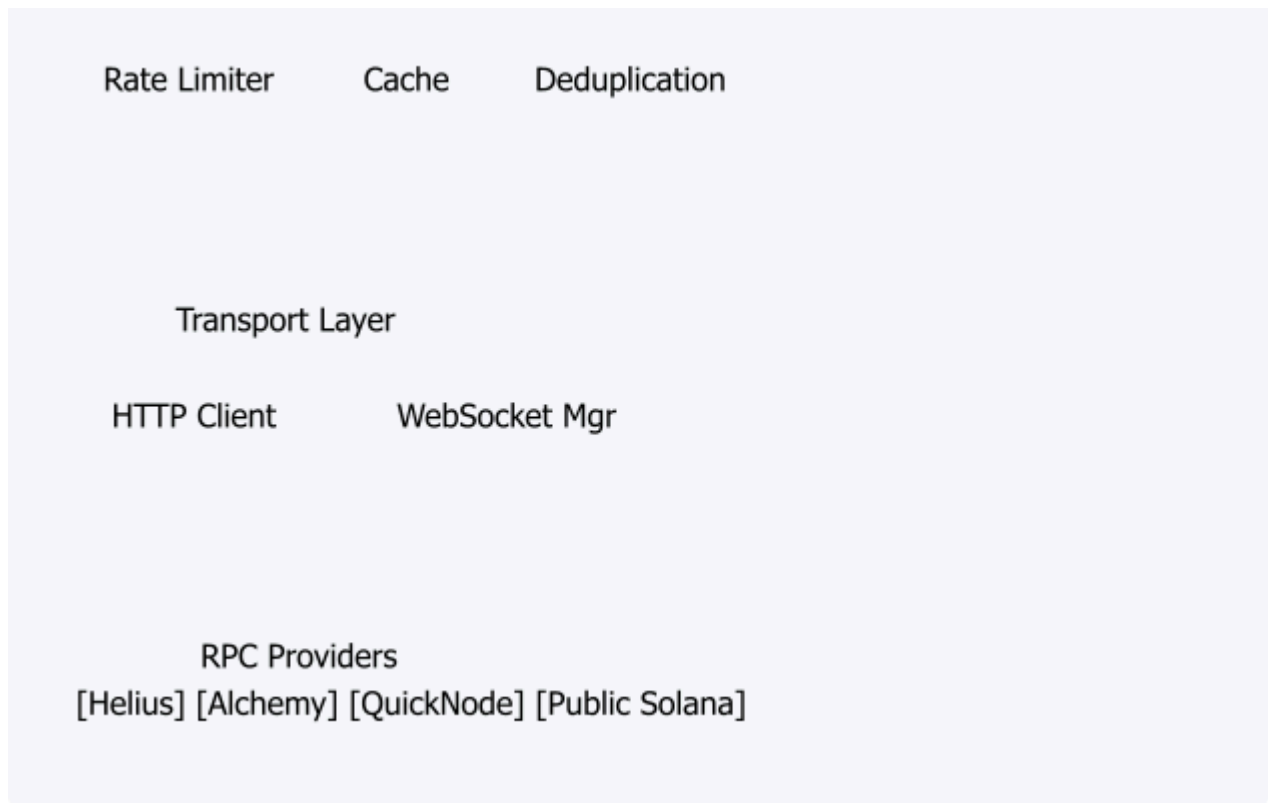 Rate Limiter Cache Deduplication
Transport Layer
HTTP Client WebSocket Mgr
RPC Providers
[Helius] [Alchemy] [QuickNode] [Public Solana]